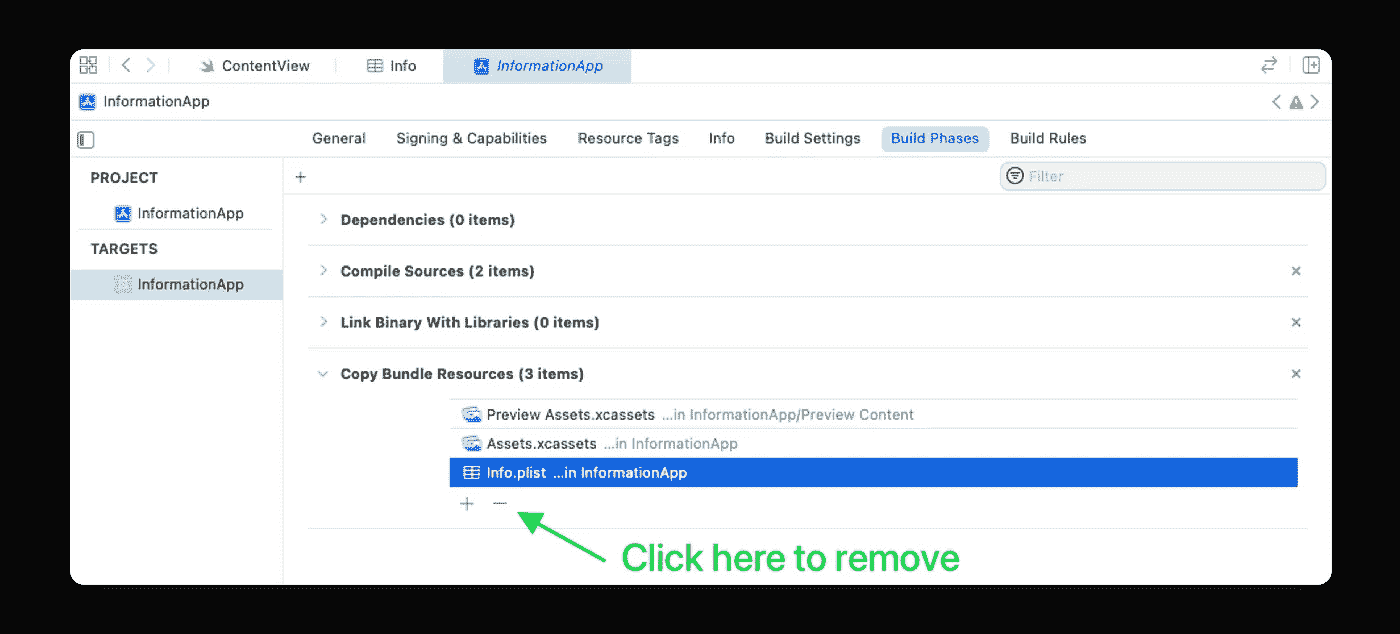 ContentView Info InformationApp
InformationApp
General Signing & Capabilities Resource Tags Info Build Settings Build Phases Build Rules
PROJECT
Filter
InformationApp
Dependencies (0 items)
TARGETS
Compile Sources (2 items)
InformationApp
Link Binary With Libraries (0 items)
Copy Bundle Resources (3 items)
Preview Assets.xcassets ...in InformationApp/Preview Content
Assets.xcassets ...in InformationApp
Info.plist ...in InformationApp
Click here to remove